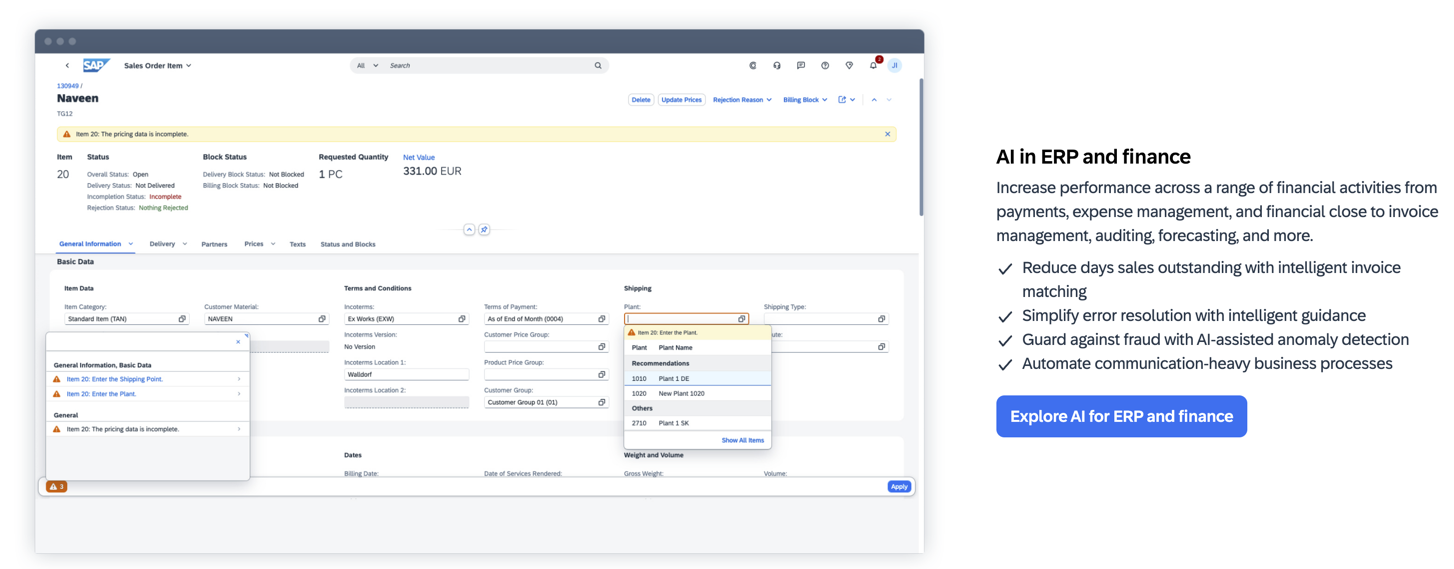 SAP
Sales Order Item
All
Search
2
JI
130949 /
Naveen
TG12
Delete
Update Prices
Rejection Reason
Billing Block
Item 20: The pricing data is incomplete.
Item
20
Status
Overall Status: Open
Delivery Status: Not Delivered
Incompletion Status: Incomplete
Rejection Status: Nothing Rejected
Block Status
Delivery Block Status: Not Blocked
Billing Block Status: Not Blocked
Requested Quantity
1 PC
Net Value
331.00 EUR
General Information
Delivery
Partners
Prices
Texts
Status and Blocks
Basic Data
Item Data
Item Category:
Standard Item (TAN)
Customer Material:
NAVEEN
Terms and Conditions
Incoterms:
Ex Works (EXW)
Incoterms Version:
No Version
Incoterms Location 1:
Walldorf
Incoterms Location 2:
Terms of Payment:
As of End of Month (0004)
Customer Price Group:
Product Price Group:
Customer Group:
Customer Group 01 (01)
Shipping
Plant:
Shipping Type:
ute:
Item 20: Enter the Plant.
Plant Plant Name
Recommendations
1010 Plant 1 DE
1020 New Plant 1020
Others
2710 Plant 1 SK
Show All Items
General Information, Basic Data
Item 20: Enter the Shipping Point.
Item 20: Enter the Plant.
General
Item 20: The pricing data is incomplete.
Dates
Billing Date:
Date of Services Rendered:
Weight and Volume
Gross Weight:
Volume:
3
Apply
AI in ERP and finance
Increase performance across a range of financial activities from
payments, expense management, and financial close to invoice
management, auditing, forecasting, and more.
Reduce days sales outstanding with intelligent invoice
matching
Simplify error resolution with intelligent guidance
Guard against fraud with AI-assisted anomaly detection
Automate communication-heavy business processes
Explore AI for ERP and finance